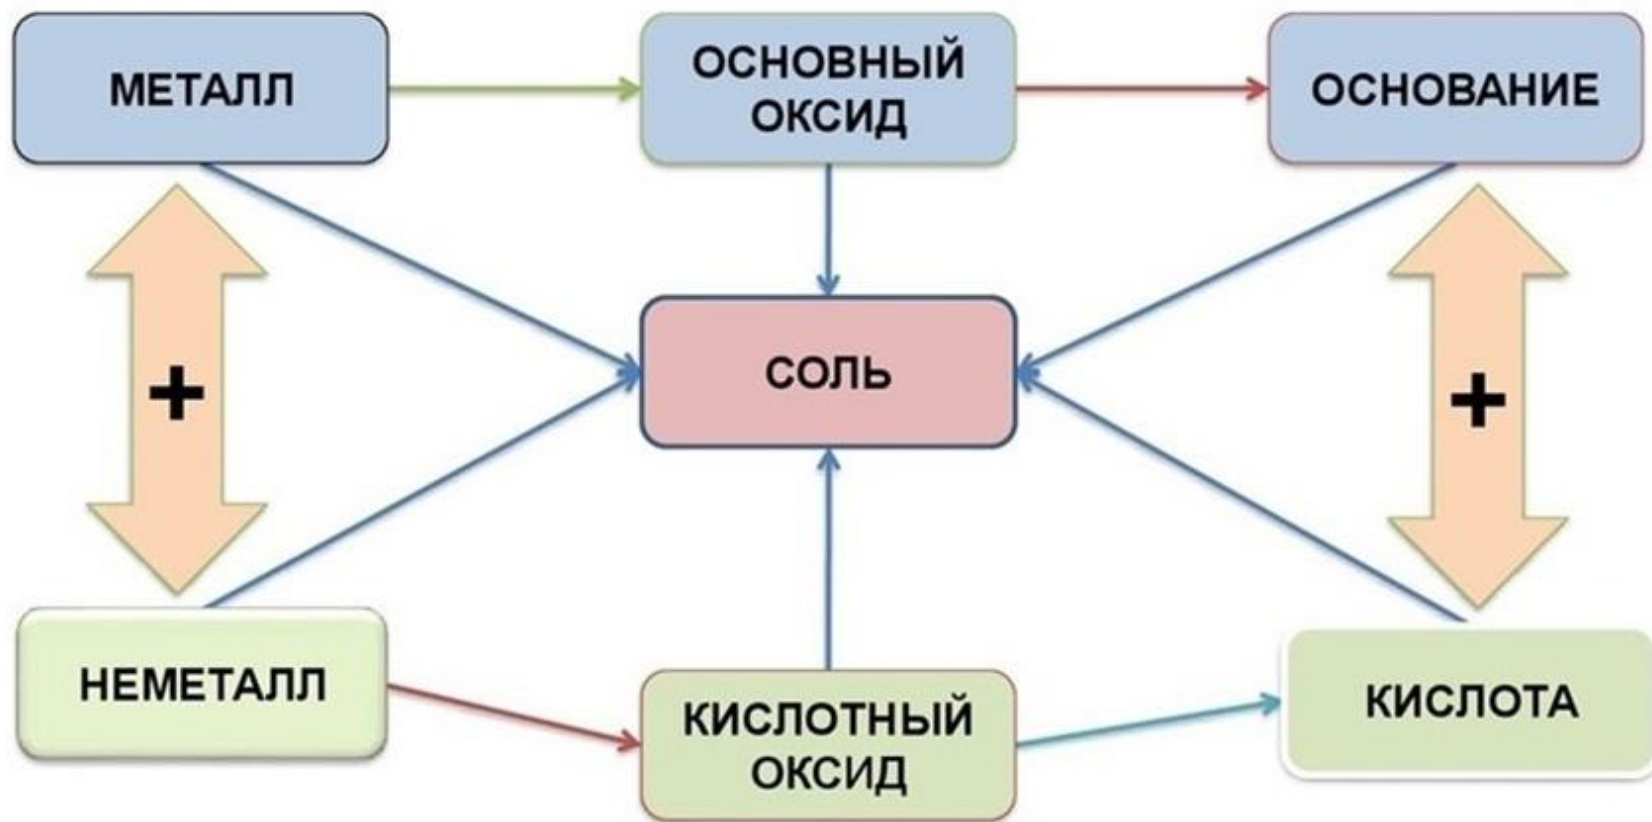 МЕТАЛЛ
ОСНОВНЫЙ
ОКСИД
ОСНОВАНИЕ
+
СОЛЬ
+
НЕМЕТАЛЛ
КИСЛОТНЫЙ
ОКСИД
КИСЛОТА